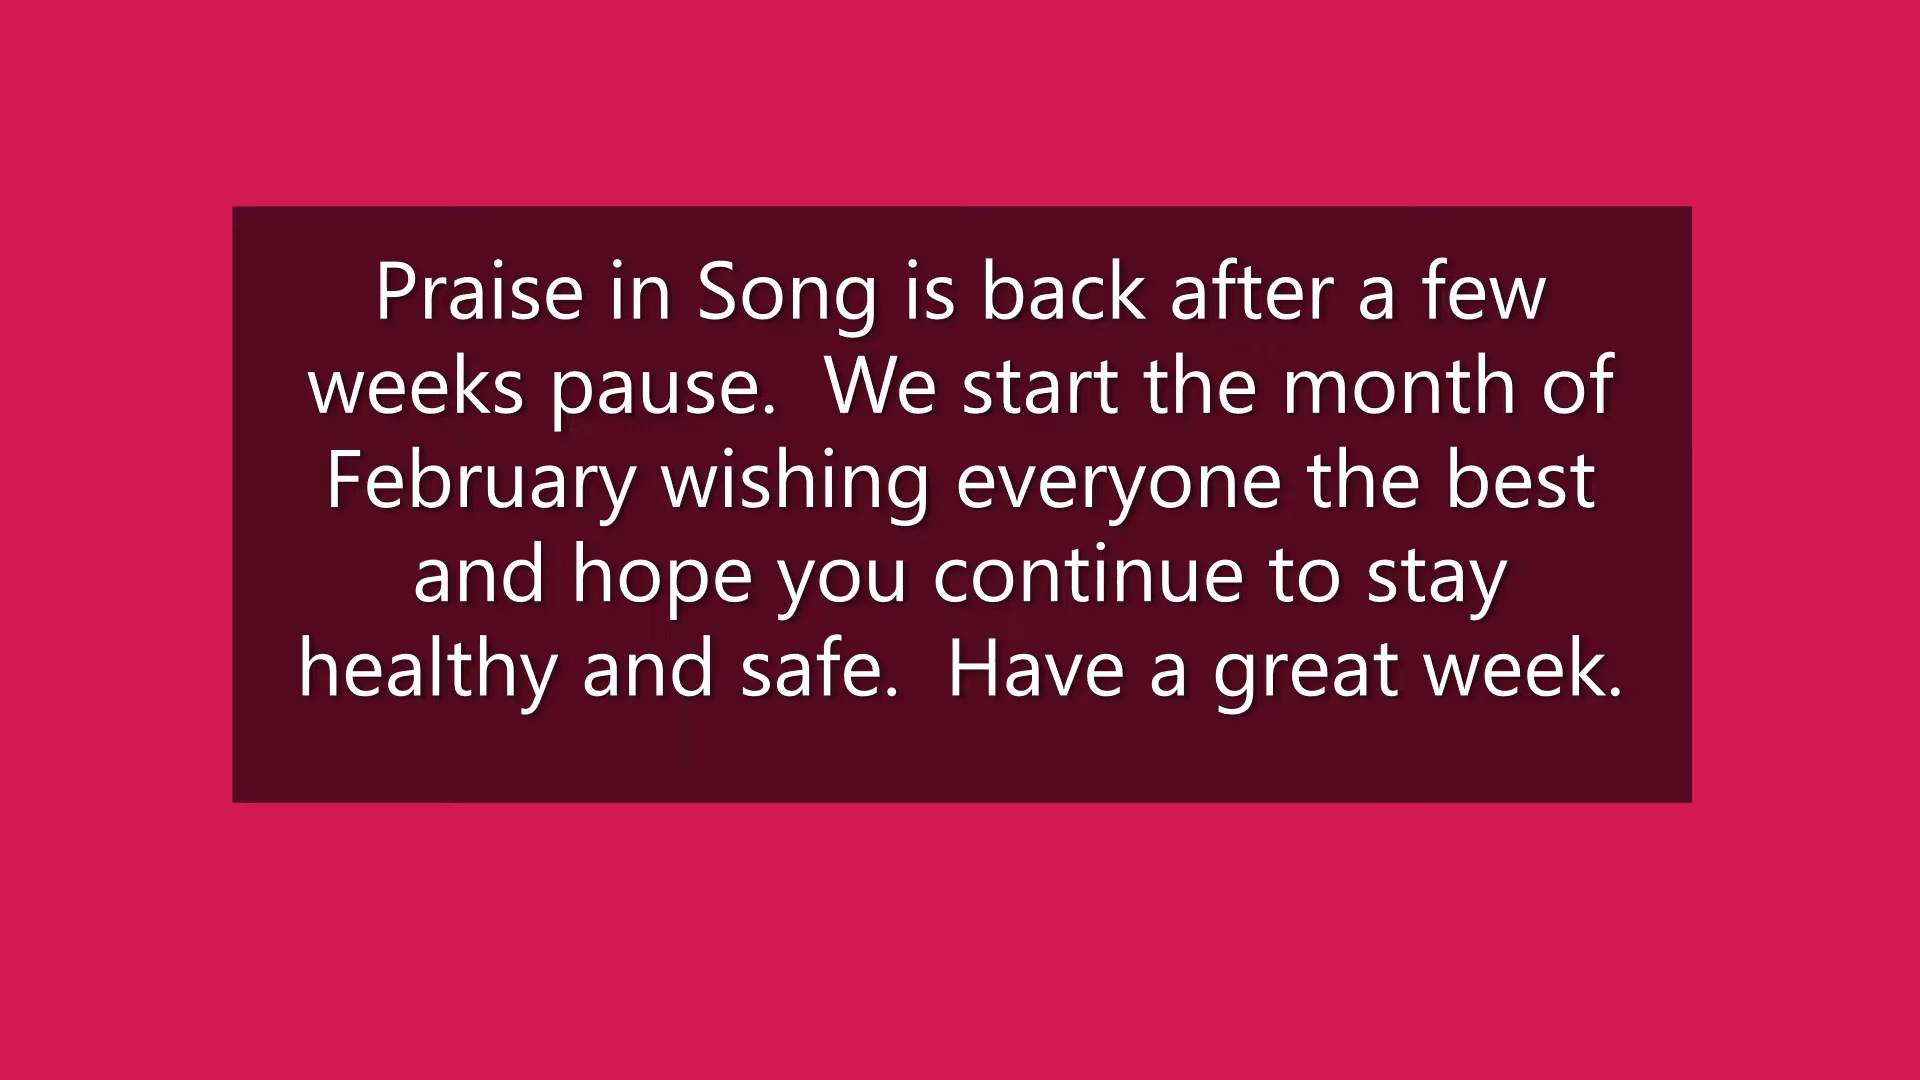 Praise in Song is back after a few
weeks pause.  We start the month of
February wishing everyone the best
and hope you continue to stay
healthy and safe.  Have a great week.